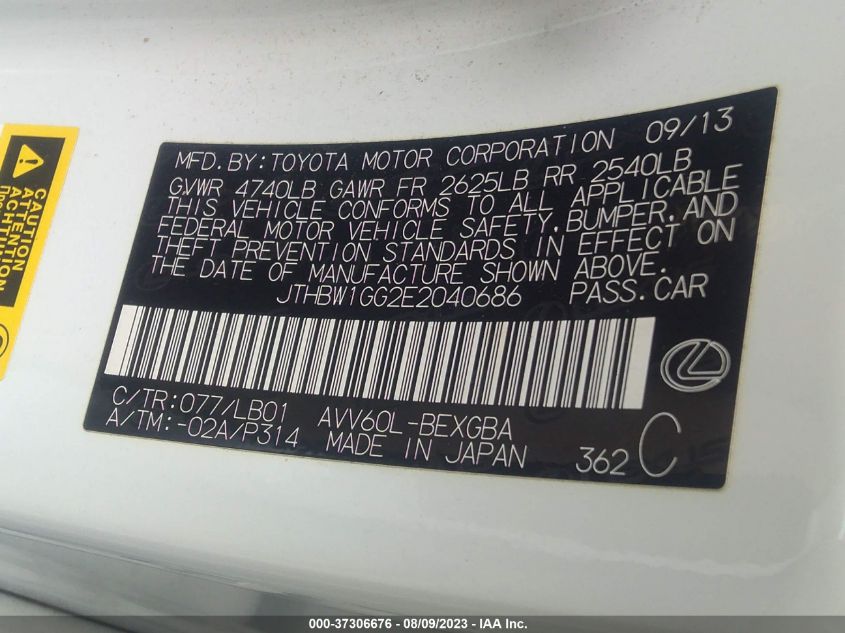 MFD. BY: TOYOTA MOTOR CORPORATION 09/13
GVWR 4740LB GAWR FR 2625LB RR 2540LB
THIS VEHICLE CONFORMS TO ALL APPLICABLE
FEDERAL MOTOR VEHICLE SAFETY, BUMPER, AND
THEFT PREVENTION STANDARDS IN EFFECT ON
THE DATE OF MANUFACTURE SHOWN ABOVE.
JTHBW1GG2E2040686 PASS. CAR
C/TR: 077/LB01 AVV60L-BEXGBA
A/TM: -02A/P314 MADE IN JAPAN 362 C
CAUTION
ATTENTION
ACHTUNG
000-37306676 - 08/09/2023 - IAA Inc.